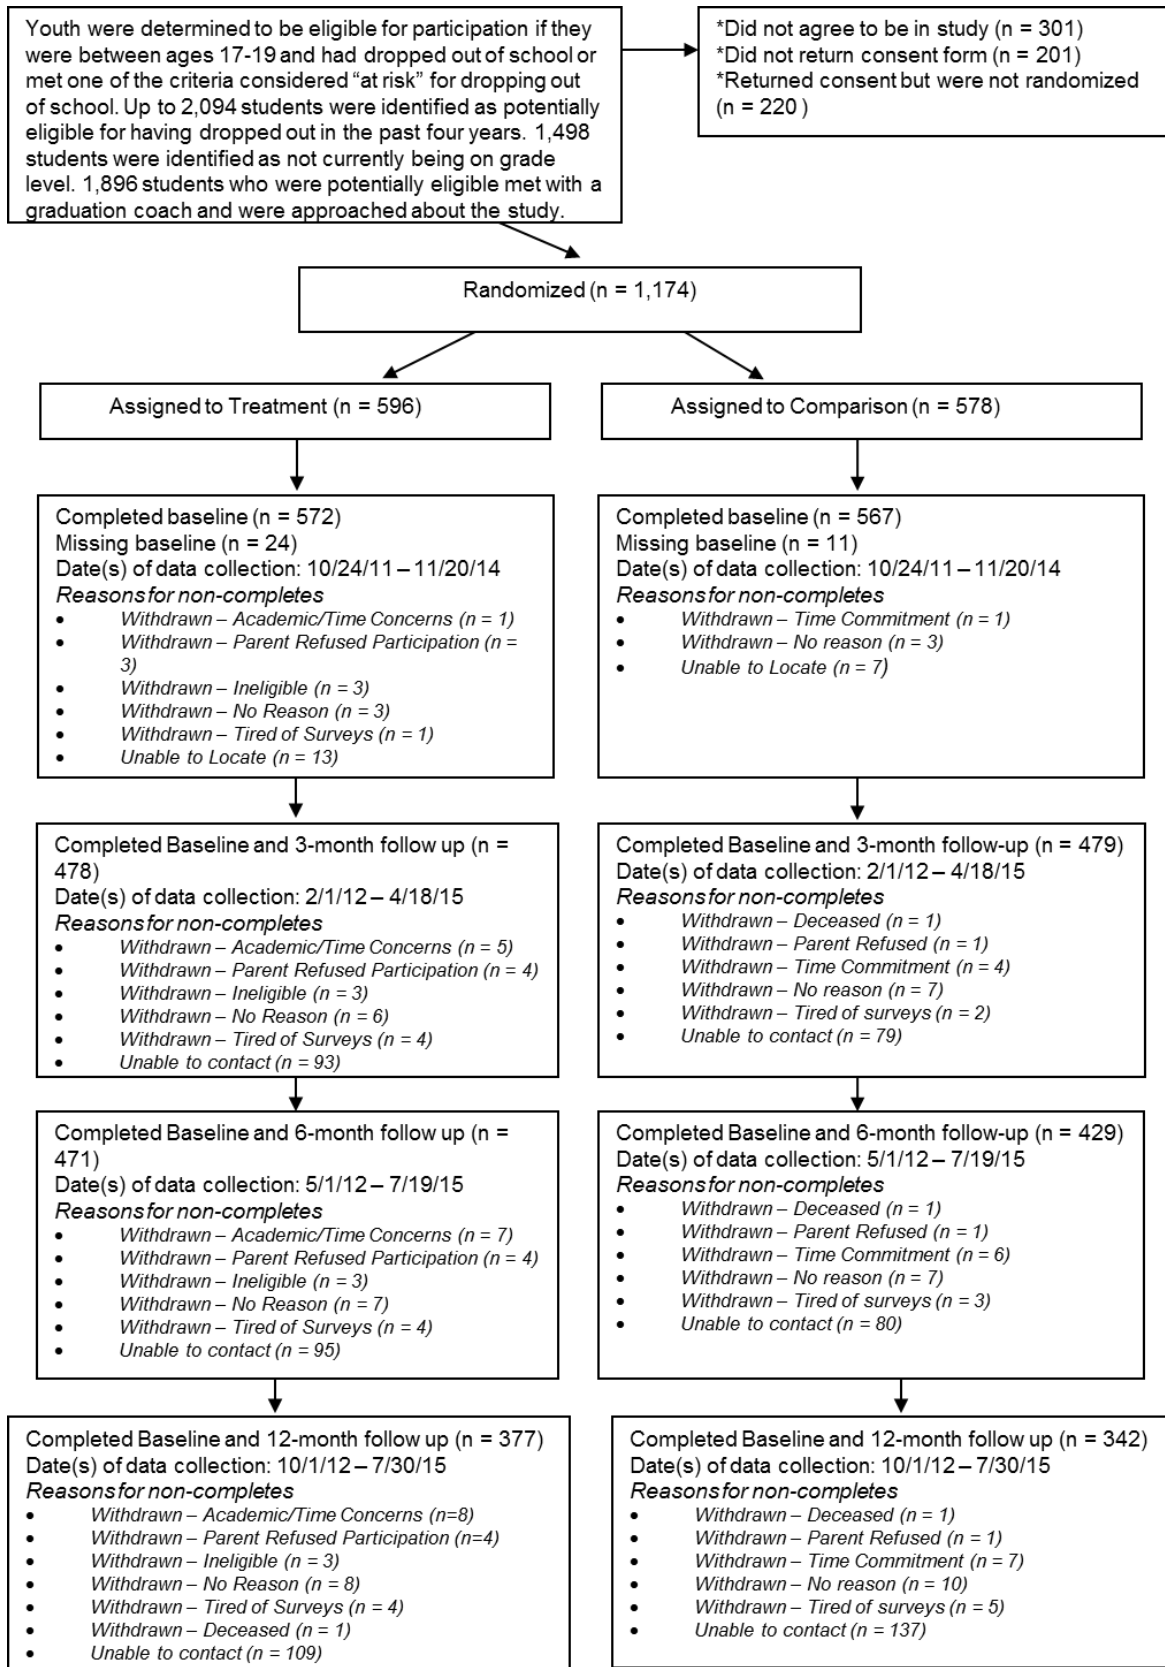 Youth were determined to be eligible for participation if they
were between ages 17-19 and had dropped out of school or
met one of the criteria considered “at risk” for dropping out
of school. Up to 2,094 students were identified as potentially
eligible for having dropped out in the past four years. 1,498
students were identified as not currently being on grade
level. 1,896 students who were potentially eligible met with a
graduation coach and were approached about the study.
*Did not agree to be in study (n = 301)
*Did not return consent form (n = 201)
*Returned consent but were not randomized
(n = 220 )
Randomized (n = 1,174)
Assigned to Treatment (n = 596)
Assigned to Comparison (n = 578)
Completed baseline (n = 572)
Missing baseline (n = 24)
Date(s) of data collection: 10/24/11 – 11/20/14
Reasons for non-completes
• Withdrawn – Academic/Time Concerns (n = 1)
• Withdrawn – Parent Refused Participation (n =
3)
• Withdrawn – Ineligible (n = 3)
• Withdrawn – No Reason (n = 3)
• Withdrawn – Tired of Surveys (n = 1)
• Unable to Locate (n = 13)
Completed baseline (n = 567)
Missing baseline (n = 11)
Date(s) of data collection: 10/24/11 – 11/20/14
Reasons for non-completes
• Withdrawn – Time Commitment (n = 1)
• Withdrawn – No reason (n = 3)
• Unable to Locate (n = 7)
Completed Baseline and 3-month follow up (n =
478)
Date(s) of data collection: 2/1/12 – 4/18/15
Reasons for non-completes
• Withdrawn – Academic/Time Concerns (n = 5)
• Withdrawn – Parent Refused Participation (n = 4)
• Withdrawn – Ineligible (n = 3)
• Withdrawn – No Reason (n = 6)
• Withdrawn – Tired of Surveys (n = 4)
• Unable to contact (n = 93)
Completed Baseline and 3-month follow-up (n = 479)
Date(s) of data collection: 2/1/12 – 4/18/15
Reasons for non-completes
• Withdrawn – Deceased (n = 1)
• Withdrawn – Parent Refused (n = 1)
• Withdrawn – Time Commitment (n = 4)
• Withdrawn – No reason (n = 7)
• Withdrawn – Tired of surveys (n = 2)
• Unable to contact (n = 79)
Completed Baseline and 6-month follow up (n =
471)
Date(s) of data collection: 5/1/12 – 7/19/15
Reasons for non-completes
• Withdrawn – Academic/Time Concerns (n = 7)
• Withdrawn – Parent Refused Participation (n = 4)
• Withdrawn – Ineligible (n = 3)
• Withdrawn – No Reason (n = 7)
• Withdrawn – Tired of Surveys (n = 4)
• Unable to contact (n = 95)
Completed Baseline and 6-month follow-up (n = 429)
Date(s) of data collection: 5/1/12 – 7/19/15
Reasons for non-completes
• Withdrawn – Deceased (n = 1)
• Withdrawn – Parent Refused (n = 1)
• Withdrawn – Time Commitment (n = 6)
• Withdrawn – No reason (n = 7)
• Withdrawn – Tired of surveys (n = 3)
• Unable to contact (n = 80)
Completed Baseline and 12-month follow up (n = 377)
Date(s) of data collection: 10/1/12 – 7/30/15
Reasons for non-completes
• Withdrawn – Academic/Time Concerns (n=8)
• Withdrawn – Parent Refused Participation (n=4)
• Withdrawn – Ineligible (n = 3)
• Withdrawn – No Reason (n = 8)
• Withdrawn – Tired of Surveys (n = 4)
• Withdrawn – Deceased (n = 1)
• Unable to contact (n = 109)
Completed Baseline and 12-month follow up (n = 342)
Date(s) of data collection: 10/1/12 – 7/30/15
Reasons for non-completes
• Withdrawn – Deceased (n = 1)
• Withdrawn – Parent Refused (n = 1)
• Withdrawn – Time Commitment (n = 7)
• Withdrawn – No reason (n = 10)
• Withdrawn – Tired of surveys (n = 5)
• Unable to contact (n = 137)